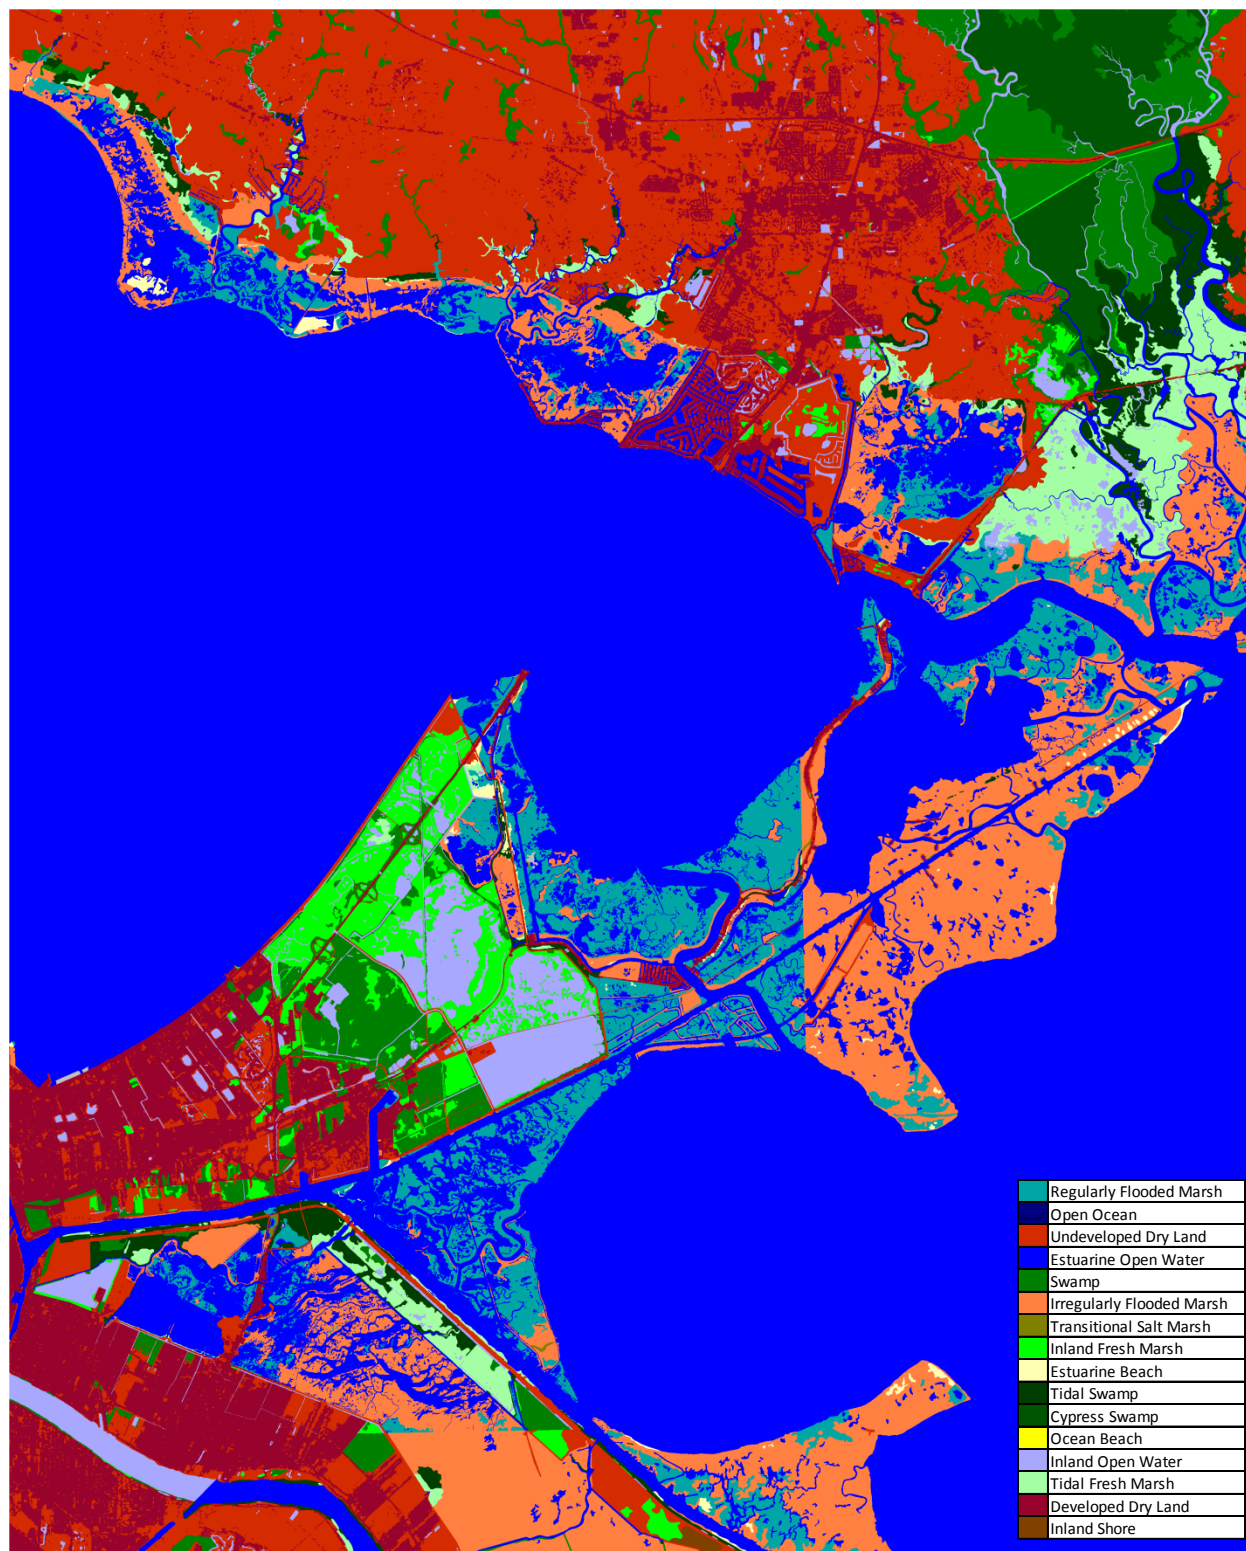 Regularly Flooded Marsh
Open Ocean
Undeveloped Dry Land
Estuarine Open Water
Swamp
Irregularly Flooded Marsh
Transitional Salt Marsh
Inland Fresh Marsh
Estuarine Beach
Tidal Swamp
Cypress Swamp
Ocean Beach
Inland Open Water
Tidal Fresh Marsh
Developed Dry Land
Inland Shore